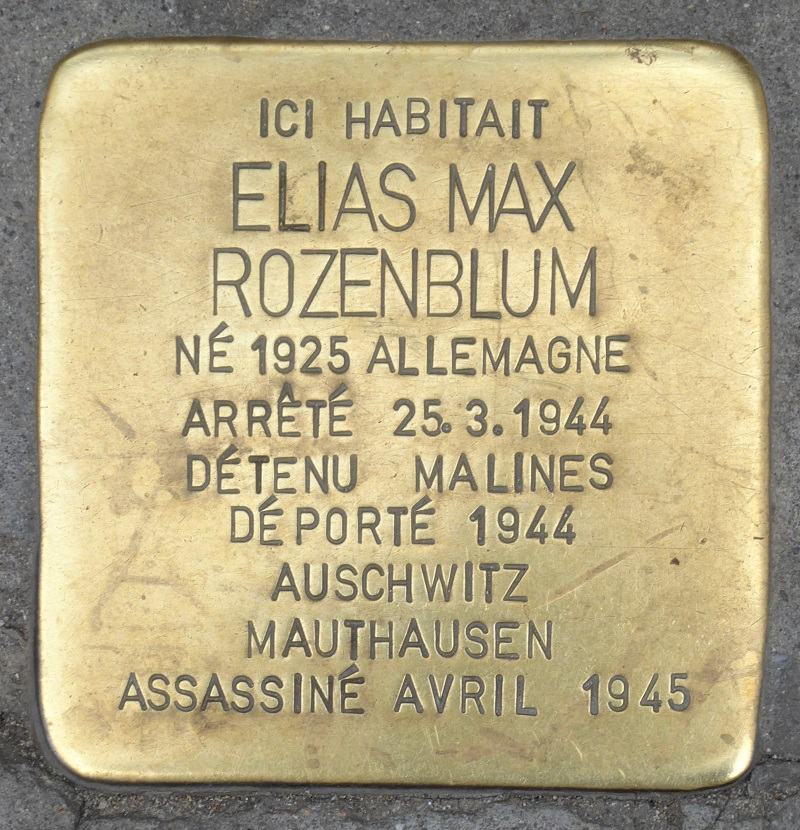 ICI HABITAIT
ELIAS MAX
ROZENBLUM
NÉ 1925 ALLEMAGNE
ARRÊTÉ 25.3.1944
DÉTENU MALINES
DÉPORTÉ 1944
AUSCHWITZ
MAUTHAUSEN
ASSASSINÉ AVRIL 1945